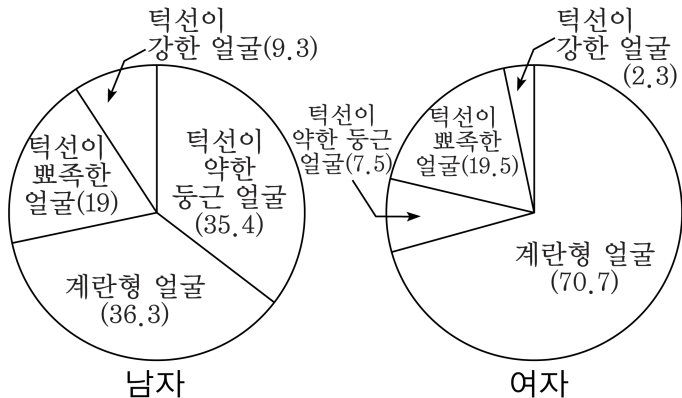 턱선이
강한 얼굴(9.3)
턱선이
뾰족한
얼굴(19)
턱선이
약한
둥근 얼굴
(35.4)
계란형 얼굴
(36.3)
남자
턱선이
강한 얼굴
(2.3)
턱선이
약한 둥근
얼굴(7.5)
턱선이
뾰족한
얼굴(19.5)
계란형 얼굴
(70.7)
여자